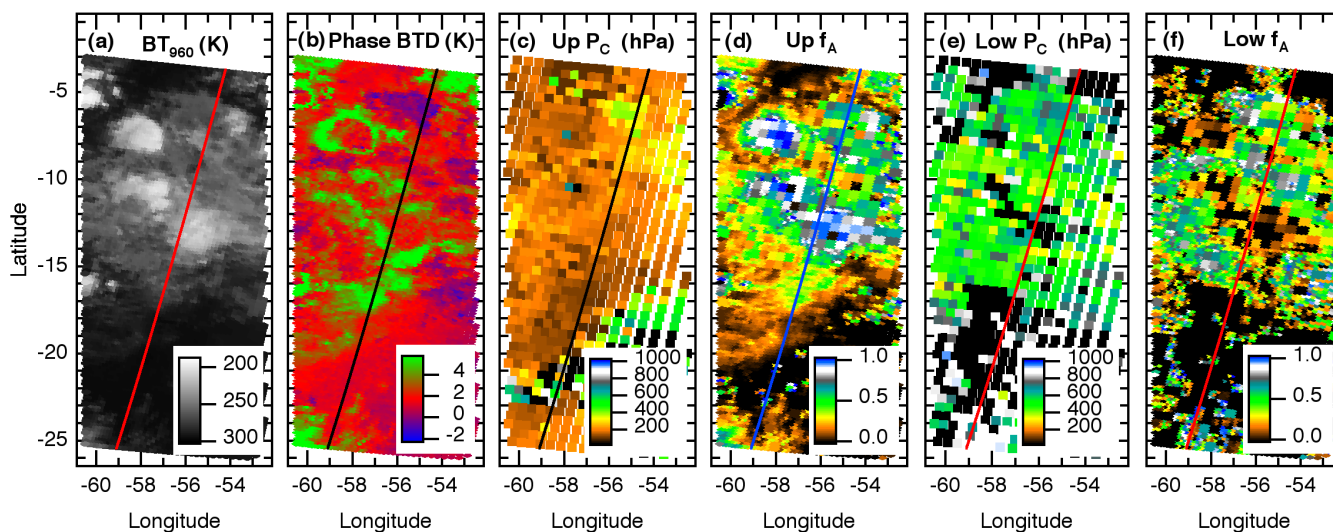 (a) BT960 (K)
(b) Phase BTD (K)
(c) Up PC (hPa)
(d) Up fA
(e) Low PC (hPa)
(f) Low fA
Latitude
-5
-10
-15
-20
-25
200
250
300
4
2
0
-2
1000
800
600
400
200
1.0
0.5
0.0
1000
800
600
400
200
1.0
0.5
0.0
-60 -58 -56 -54
-60 -58 -56 -54
-60 -58 -56 -54
-60 -58 -56 -54
-60 -58 -56 -54
-60 -58 -56 -54
Longitude
Longitude
Longitude
Longitude
Longitude
Longitude